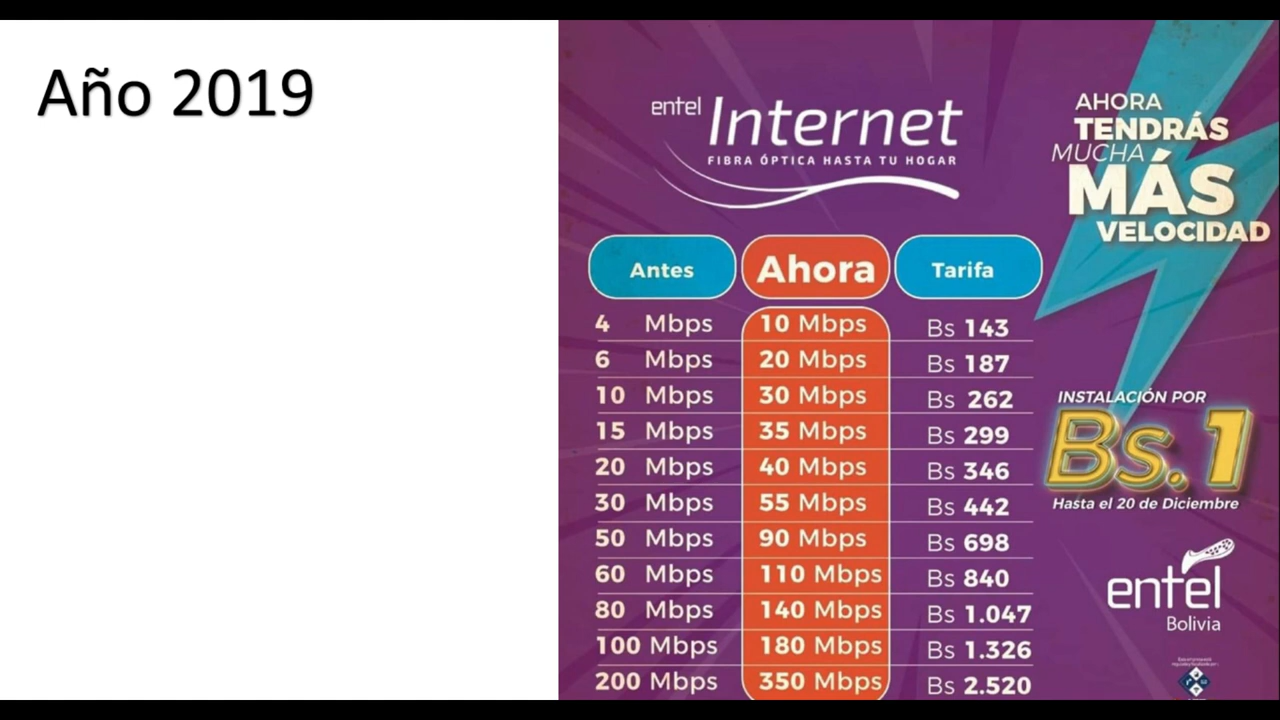 Año 2019
entel Internet
FIBRA ÓPTICA HASTA TU HOGAR
AHORA
TENDRÁS
MUCHA
MÁS
VELOCIDAD
Antes Ahora Tarifa
4 Mbps 10 Mbps Bs 143
6 Mbps 20 Mbps Bs 187
10 Mbps 30 Mbps Bs 262
15 Mbps 35 Mbps Bs 299
20 Mbps 40 Mbps Bs 346
30 Mbps 55 Mbps Bs 442
50 Mbps 90 Mbps Bs 698
60 Mbps 110 Mbps Bs 840
80 Mbps 140 Mbps Bs 1.047
100 Mbps 180 Mbps Bs 1.326
200 Mbps 350 Mbps Bs 2.520
INSTALACIÓN POR
Bs. 1
Hasta el 20 de Diciembre
entel
Bolivia